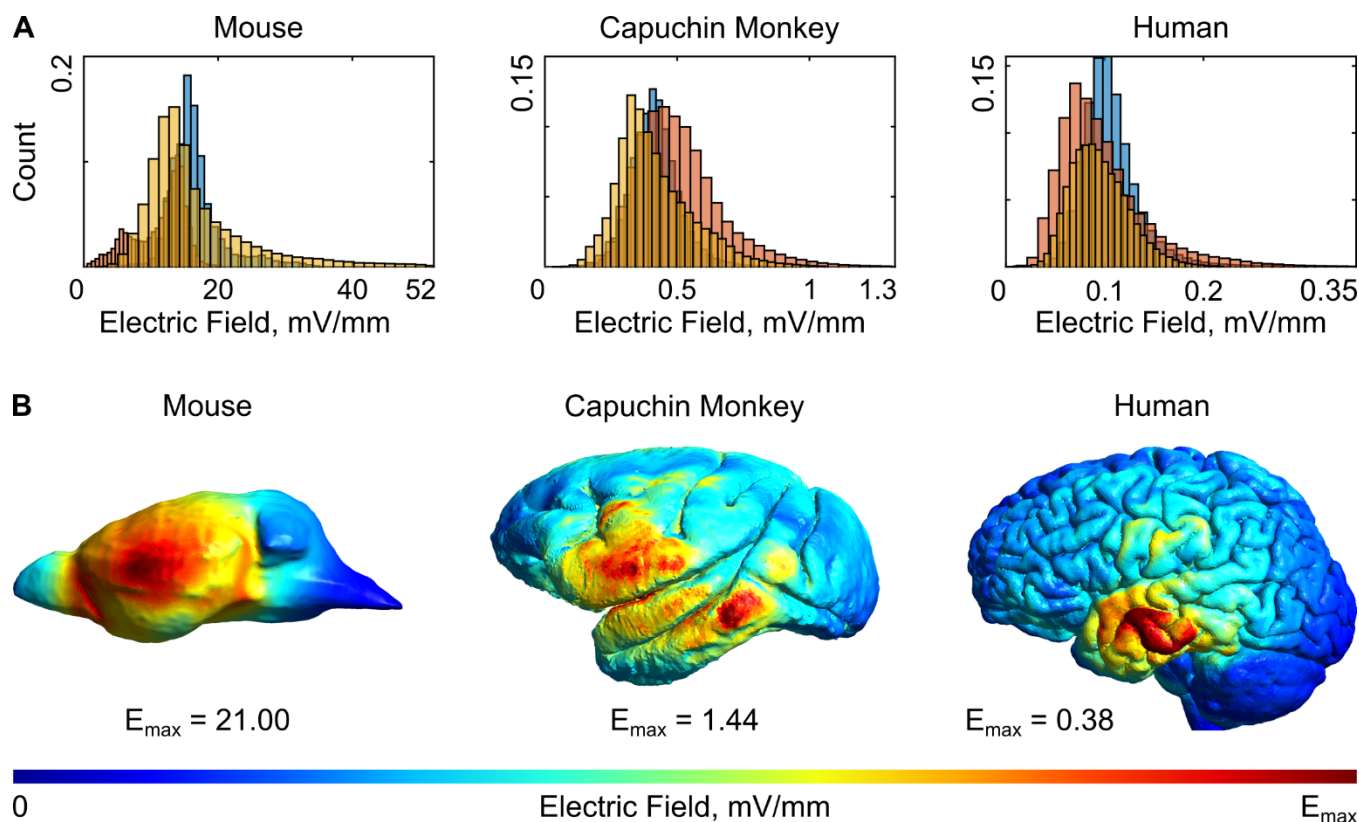 A
Mouse
Capuchin Monkey
Human
0.2
0.15
0.15
Count
0 20 40 52
0 0.5 1 1.3
0 0.1 0.2 0.35
Electric Field, mV/mm
Electric Field, mV/mm
Electric Field, mV/mm
B
Mouse
Capuchin Monkey
Human
Emax = 21.00
Emax = 1.44
Emax = 0.38
0 Electric Field, mV/mm Emax